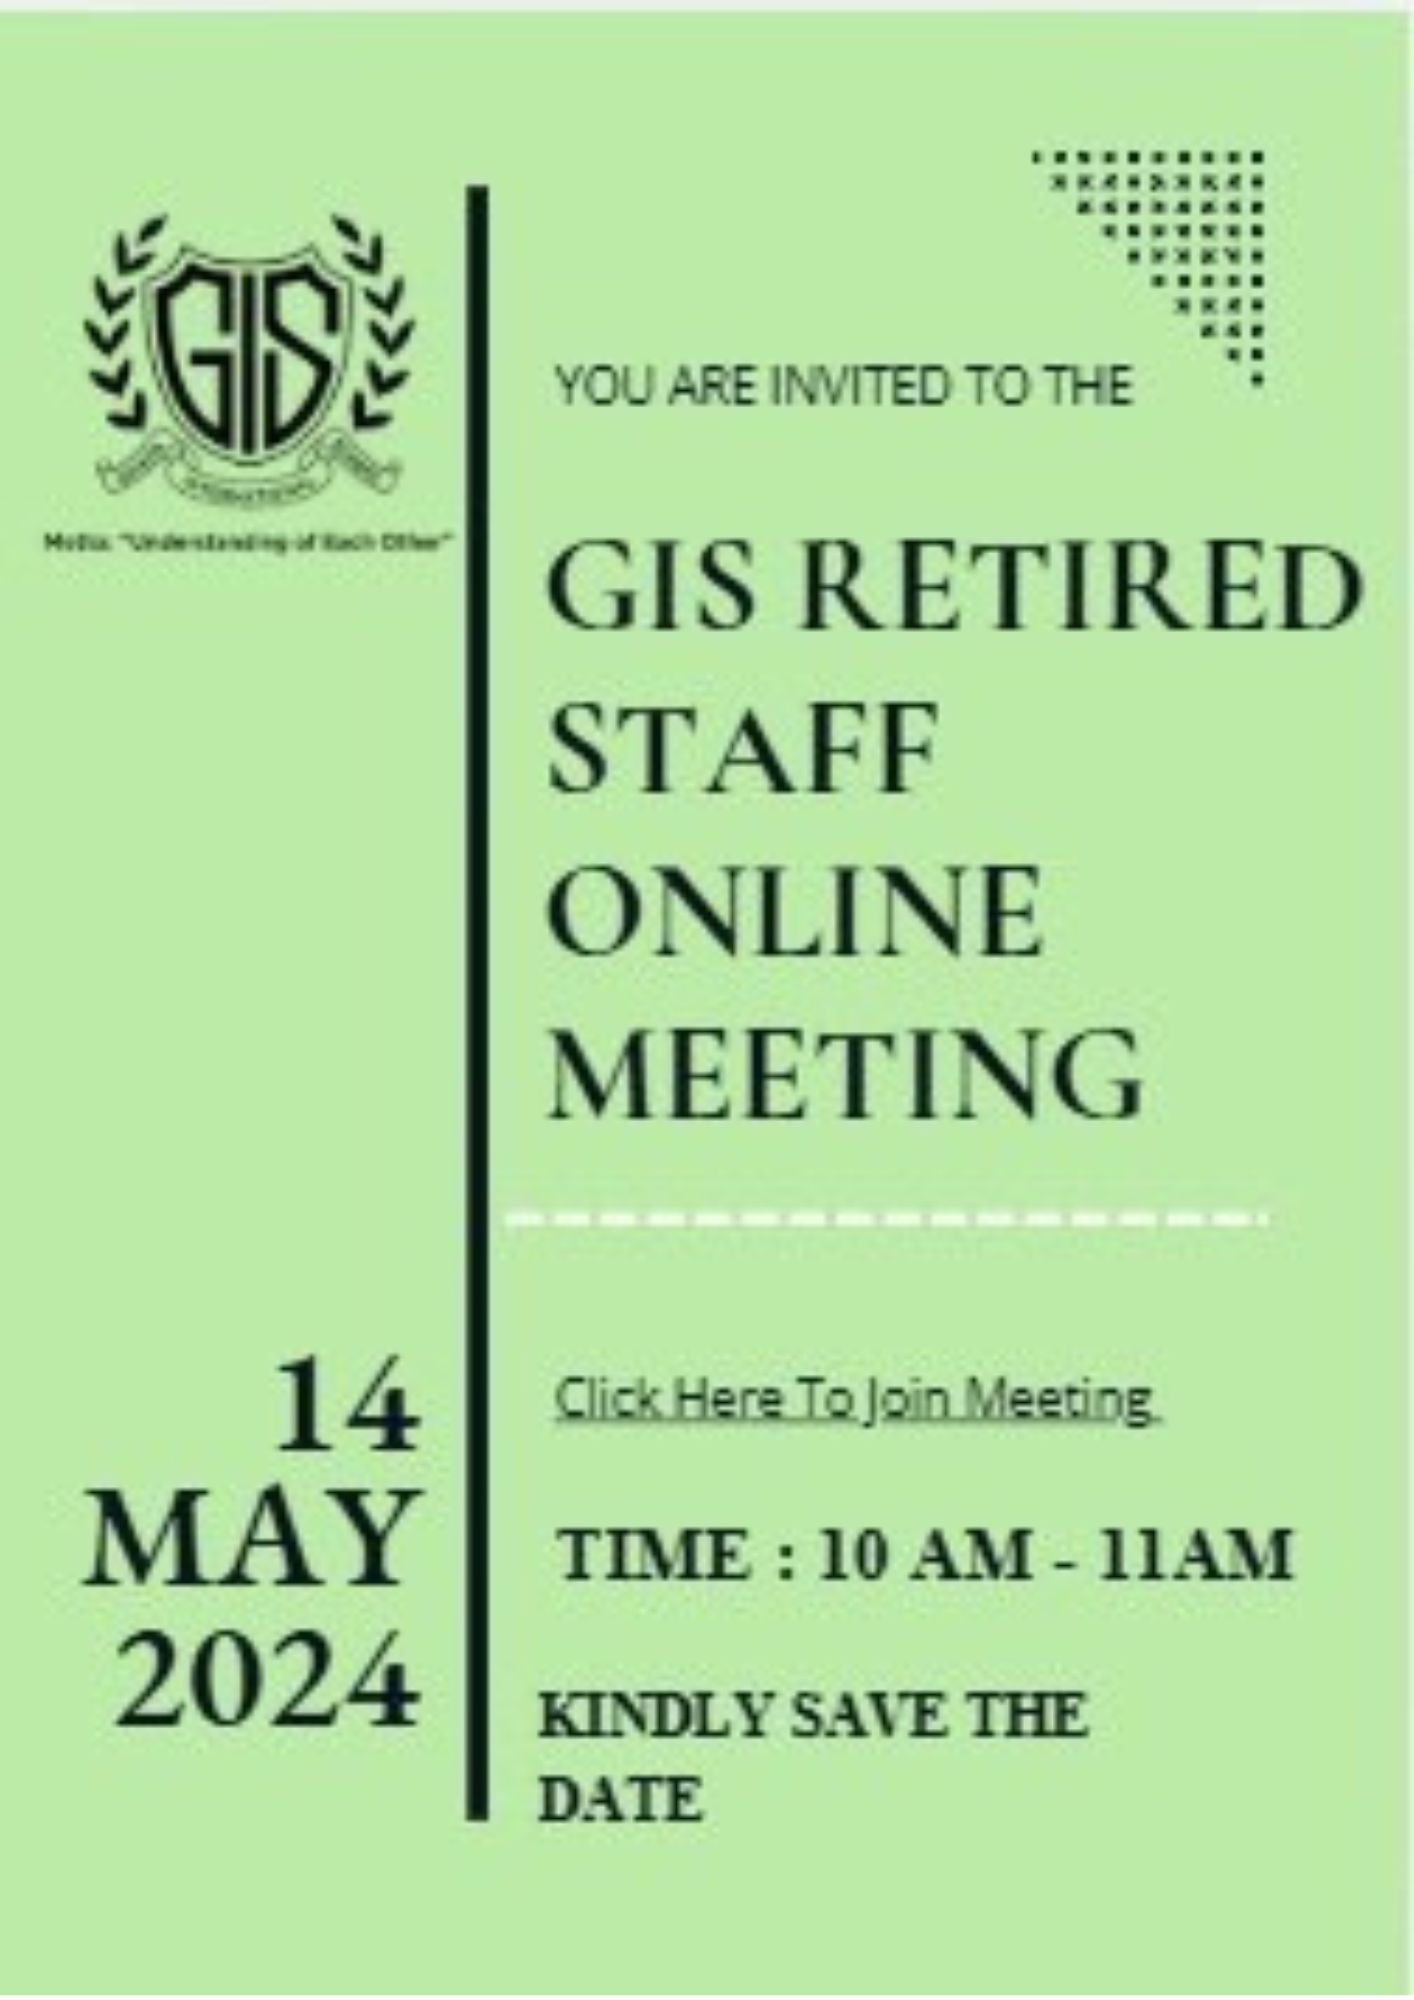 GIS
Motto: "Understanding of Each Other"
YOU ARE INVITED TO THE
GIS RETIRED
STAFF
ONLINE
MEETING
14
MAY
2024
Click Here To Join Meeting
TIME : 10 AM - 11AM
KINDLY SAVE THE
DATE